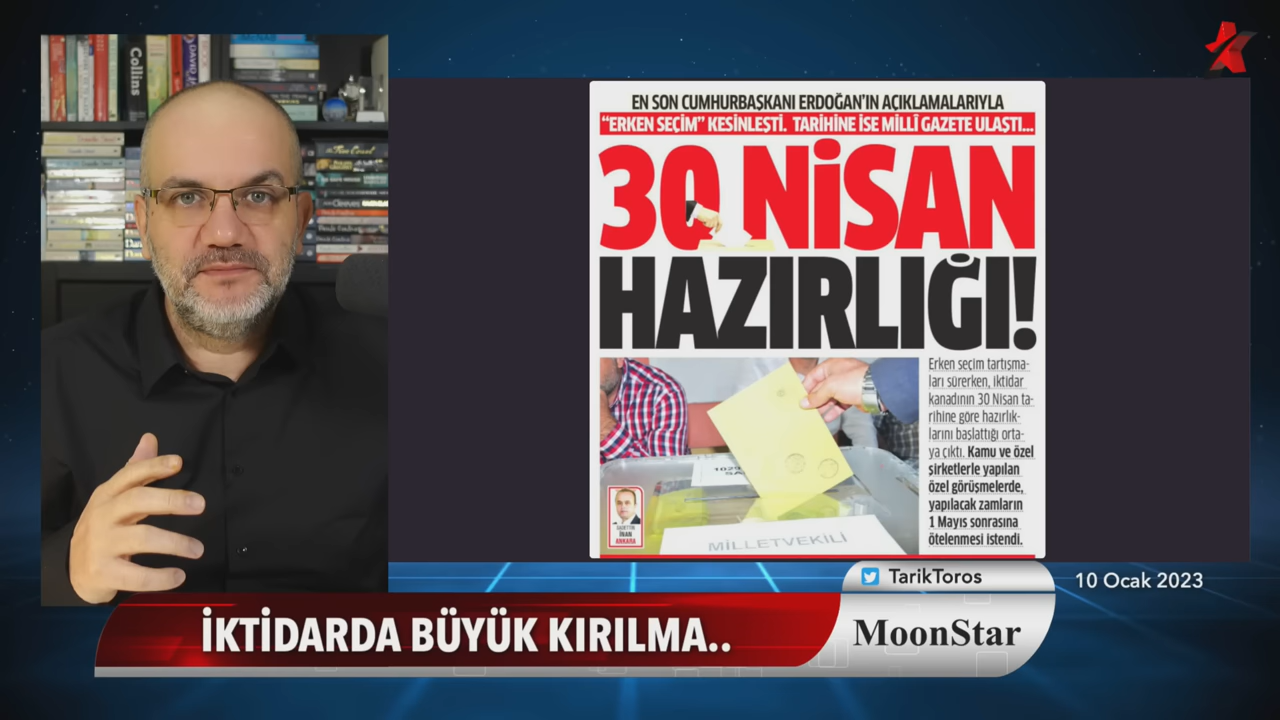 Collins
EN SON CUMHURBAŞKANI ERDOĞAN'IN AÇIKLAMALARIYLA
"ERKEN SEÇİM" KESİNLEŞTİ. TARİHİNE İSE MİLLÎ GAZETE ULAŞTI...
30 NİSAN
HAZIRLIĞI!
Erken seçim tartışma-
ları sürerken, iktidar
kanadının 30 Nisan ta-
rihine göre hazırlık-
larını başlattığı orta-
ya çıktı. Kamu ve özel
şirketlerle yapılan
özel görüşmelerde,
yapılacak zamların
1 Mayıs sonrasına
ötelenmesi istendi.
SADETTİN
İNAN
ANKARA
MİLLETVEKİLİ
TarikToros
10 Ocak 2023
İKTİDARDA BÜYÜK KIRILMA..
MoonStar